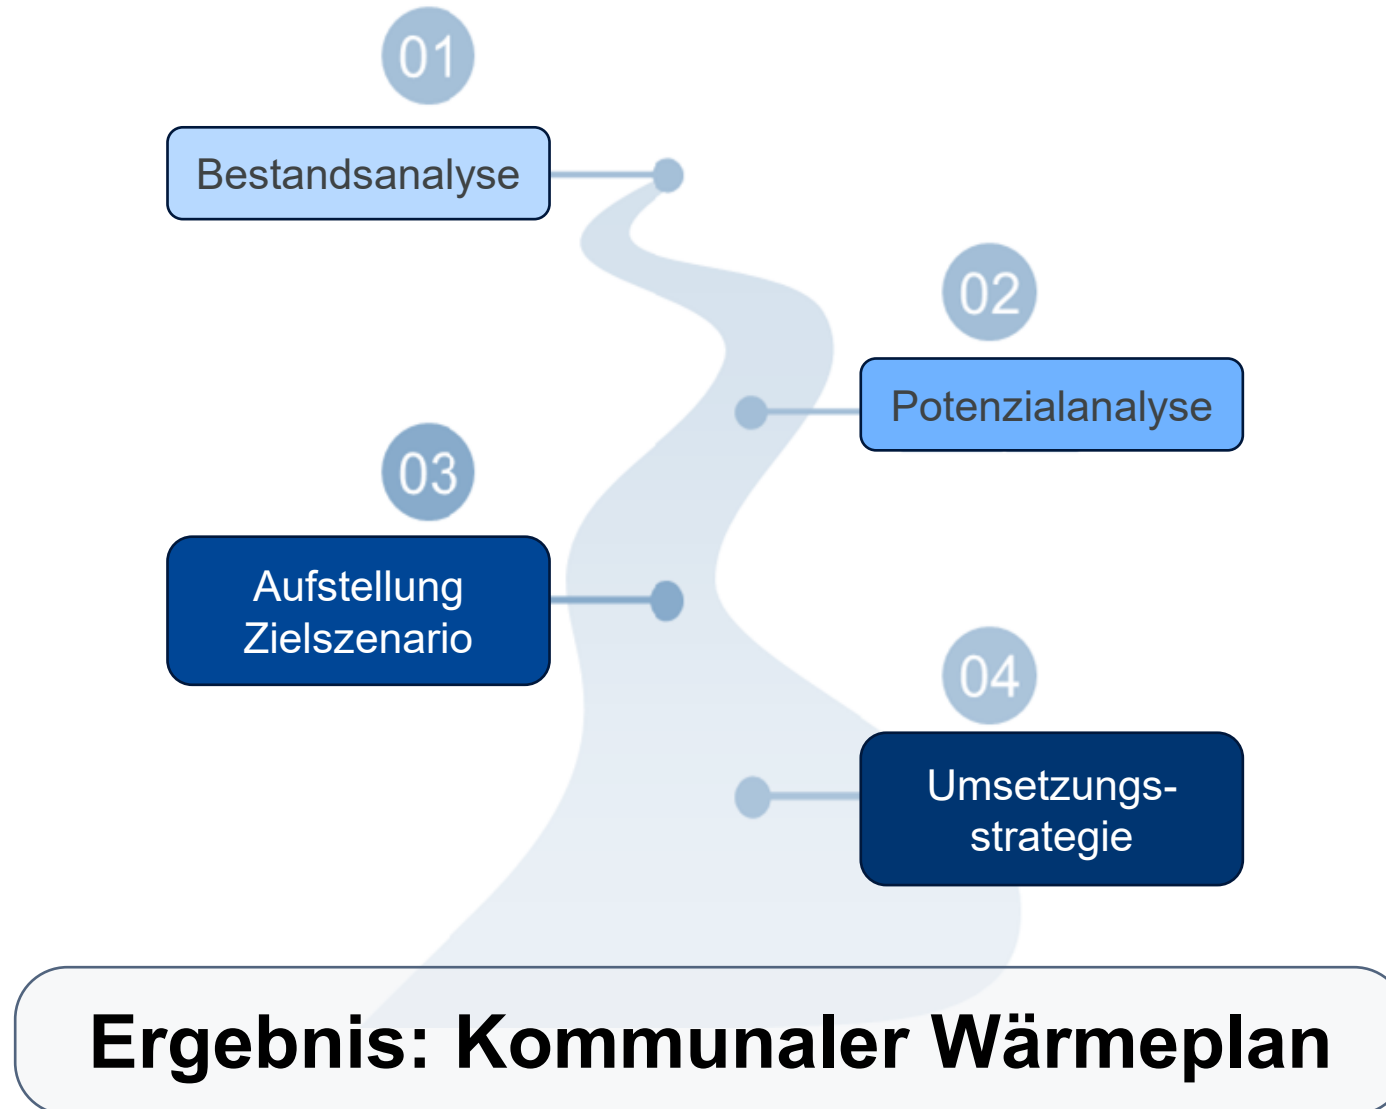 01
Bestandsanalyse
02
Potenzialanalyse
03
Aufstellung
Zielszenario
04
Umsetzungs-
strategie
Ergebnis: Kommunaler Wärmeplan